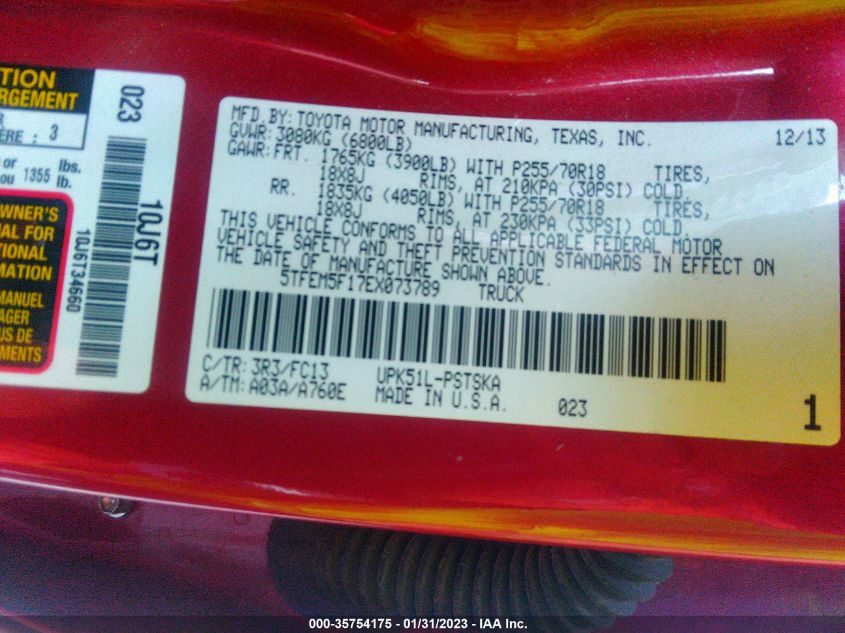 TION
RGEMENT
R
ÈRE : 3
or lbs.
ou 1355 lb.
OWNER'S
AL FOR
TIONAL
MATION
MANUEL
AGER
US DE
MENTS
023
10J6T
10J6T34660
MFD.BY:TOYOTA MOTOR MANUFACTURING, TEXAS, INC. 12/13
GVWR:3080KG (6800LB)
GAWR:FRT. 1765KG (3900LB) WITH P255/70R18 TIRES,
18X8J RIMS, AT 210KPA (30PSI) COLD
RR. 1835KG (4050LB) WITH P255/70R18 TIRES,
18X8J RIMS, AT 230KPA (33PSI) COLD.
THIS VEHICLE CONFORMS TO ALL APPLICABLE FEDERAL MOTOR
VEHICLE SAFETY AND THEFT PREVENTION STANDARDS IN EFFECT ON
THE DATE OF MANUFACTURE SHOWN ABOVE.
5TFEM5F17EX073789 TRUCK
C/TR:3R3/FC13 UPK51L-PSTSKA
A/TM:A03A/A760E MADE IN U.S.A. 023 1
000-35754175 - 01/31/2023 - IAA Inc.